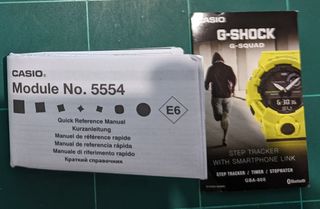 CASIO
Module No. 5554
E6
Quick Reference Manual
Kurzanleitung
Manual de référence rapide
Manual de referencia rápida
Manuale di riferimento rapido
Краткий справочник
CASIO
G-SHOCK
G-SQUAD
STEP TRACKER
WITH SMARTPHONE LINK
STEP TRACKER / TIMER / STOPWATCH
GBA-800
Bluetooth